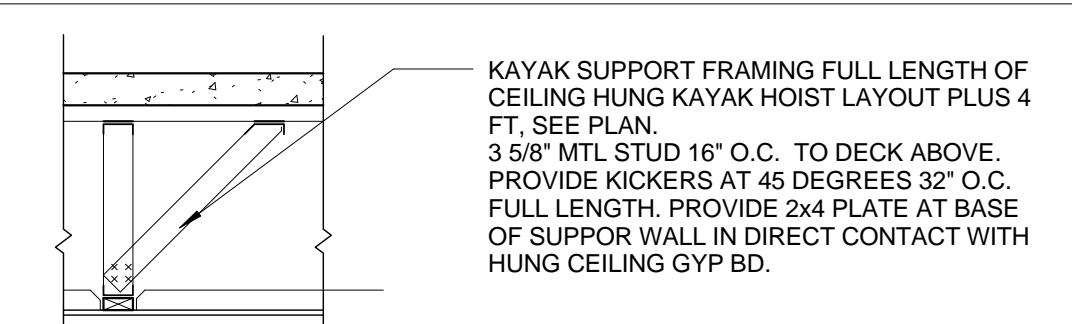 KAYAK SUPPORT FRAMING FULL LENGTH OF
CEILING HUNG KAYAK HOIST LAYOUT PLUS 4
FT, SEE PLAN.
3 5/8" MTL STUD 16" O.C. TO DECK ABOVE.
PROVIDE KICKERS AT 45 DEGREES 32" O.C.
FULL LENGTH. PROVIDE 2x4 PLATE AT BASE
OF SUPPOR WALL IN DIRECT CONTACT WITH
HUNG CEILING GYP BD.